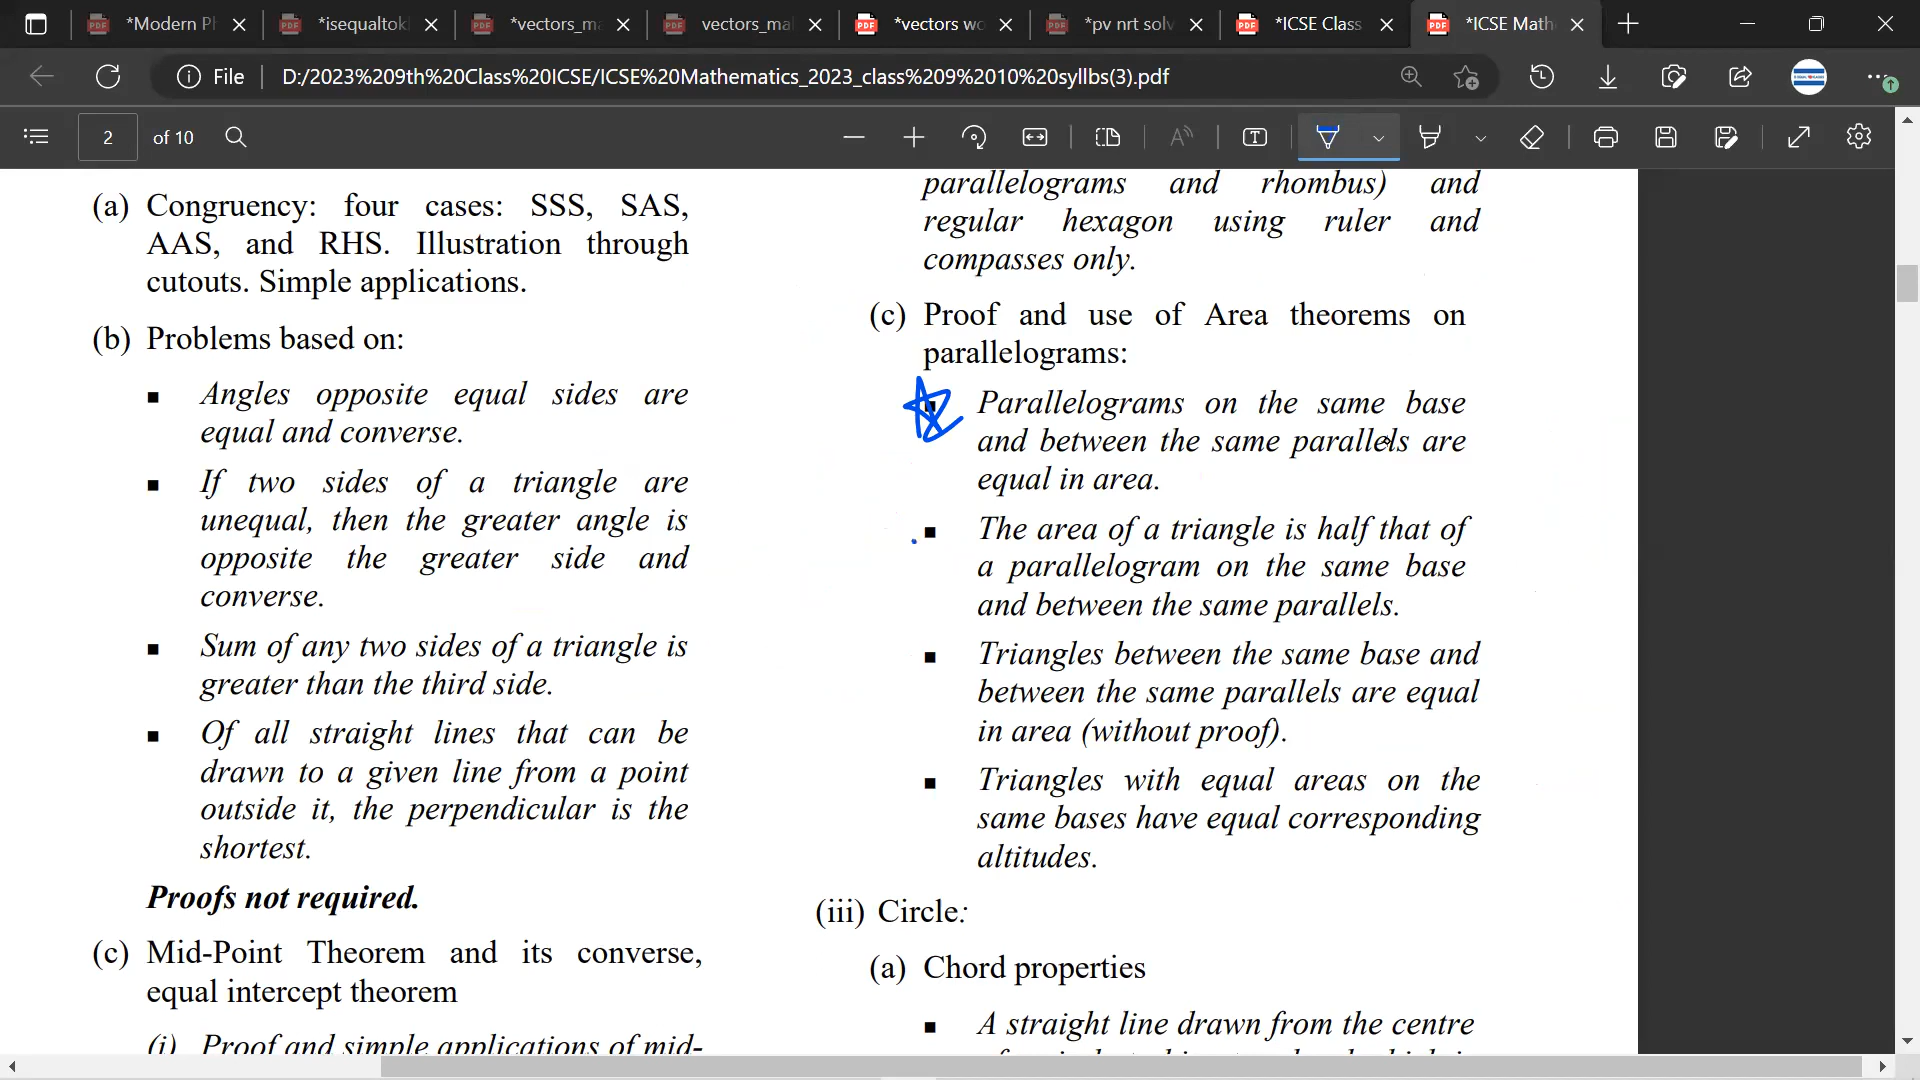 *Modern P
*isequaltok
*vectors_ma
vectors_mal
*vectors wo
*pv nrt solv
*ICSE Class
*ICSE Math
File
D:/2023%209th%20Class%20ICSE/ICSE%20Mathematics_2023_class%209%2010%20syllbs(3).pdf
2 of 10
(a) Congruency: four cases: SSS, SAS,
AAS, and RHS. Illustration through
cutouts. Simple applications.
(b) Problems based on:
▪ Angles opposite equal sides are
equal and converse.
▪ If two sides of a triangle are
unequal, then the greater angle is
opposite the greater side and
converse.
▪ Sum of any two sides of a triangle is
greater than the third side.
▪ Of all straight lines that can be
drawn to a given line from a point
outside it, the perpendicular is the
shortest.
Proofs not required.
(c) Mid-Point Theorem and its converse,
equal intercept theorem
(i) Proof and simple applications of mid-
parallelograms and rhombus) and
regular hexagon using ruler and
compasses only.
(c) Proof and use of Area theorems on
parallelograms:
▪ Parallelograms on the same base
and between the same parallels are
equal in area.
▪ The area of a triangle is half that of
a parallelogram on the same base
and between the same parallels.
▪ Triangles between the same base and
between the same parallels are equal
in area (without proof).
▪ Triangles with equal areas on the
same bases have equal corresponding
altitudes.
(iii) Circle:
(a) Chord properties
▪ A straight line drawn from the centre